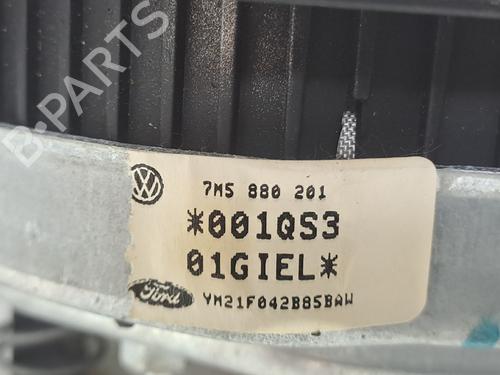 B-PARTS
7M5 880 201
*001QS3
01GIEL*
Ford
YM21F042B85BAW